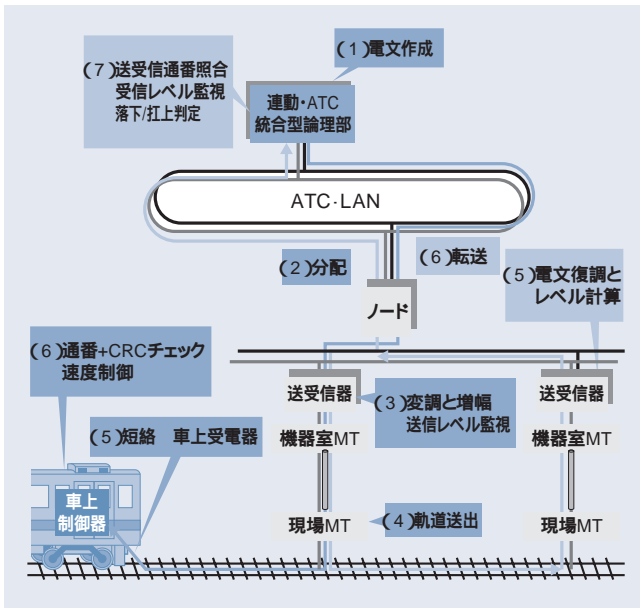 (1)電文作成
(7)送受信通番照合
受信レベル監視
落下/扛上判定
連動・ATC
統合型論理部
ATC・LAN
(2)分配
(6)転送
(5)電文復調と
レベル計算
ノード
(6)通番+CRCチェック
速度制御
送受信器
(3)変調と増幅
送信レベル監視
送受信器
(5)短絡 車上受電器
機器室MT
機器室MT
車上
制御器
現場MT
(4)軌道送出
現場MT